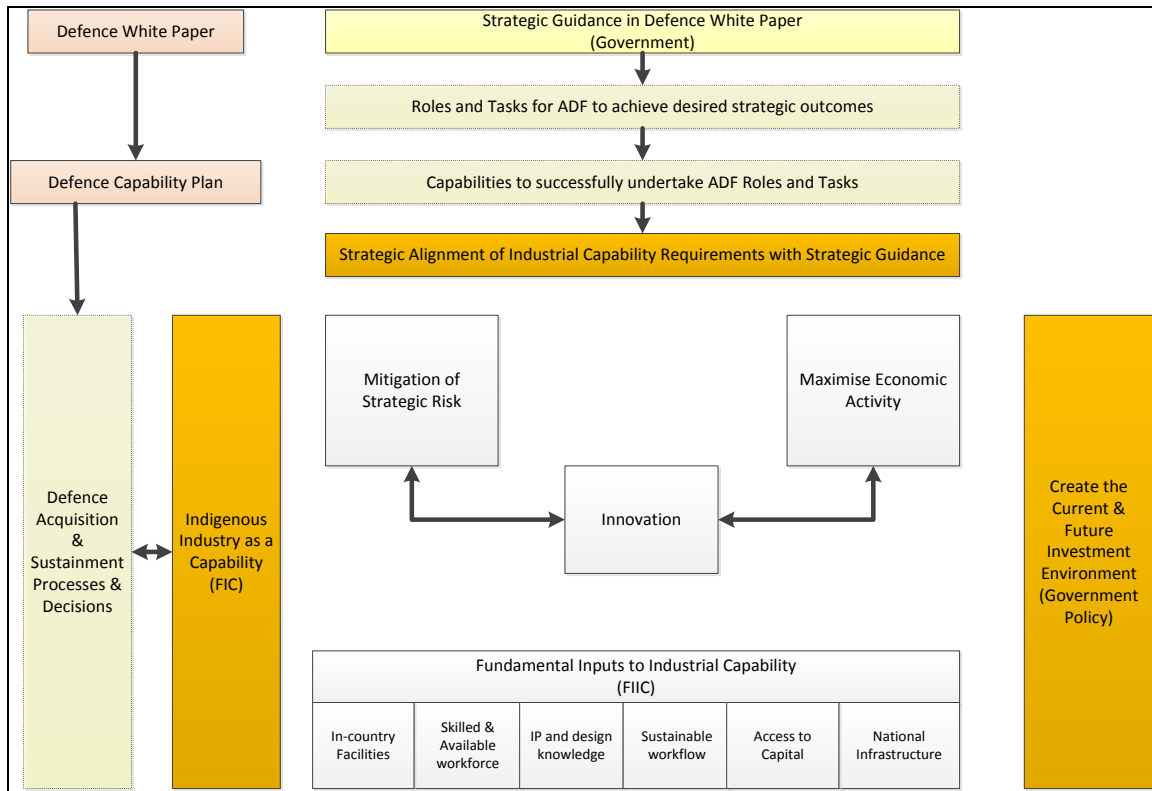 Defence White Paper
Strategic Guidance in Defence White Paper
(Government)
Roles and Tasks for ADF to achieve desired strategic outcomes
Defence Capability Plan
Capabilities to successfully undertake ADF Roles and Tasks
Strategic Alignment of Industrial Capability Requirements with Strategic Guidance
Defence
Acquisition
&
Sustainment
Processes &
Decisions
Indigenous
Industry as a
Capability
(FIC)
Mitigation of
Strategic Risk
Maximise Economic
Activity
Innovation
Create the
Current &
Future
Investment
Environment
(Government
Policy)
Fundamental Inputs to Industrial Capability
(FIIC)
In-country
Facilities
Skilled &
Available
workforce
IP and design
knowledge
Sustainable
workflow
Access to
Capital
National
Infrastructure